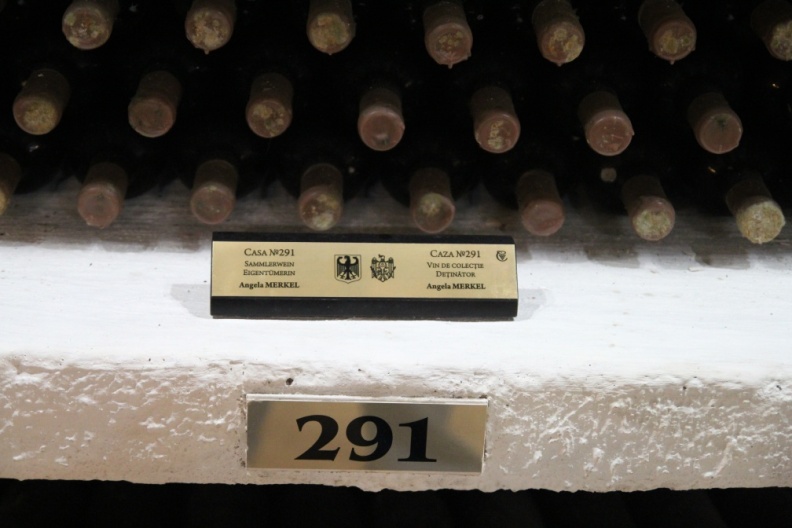 CASA №291
SAMMLERWEIN
EIGENTÜMERIN
Angela MERKEL
CAZA №291
VIN DE COLECȚIE
DEȚINĂTOR
Angela MERKEL
291